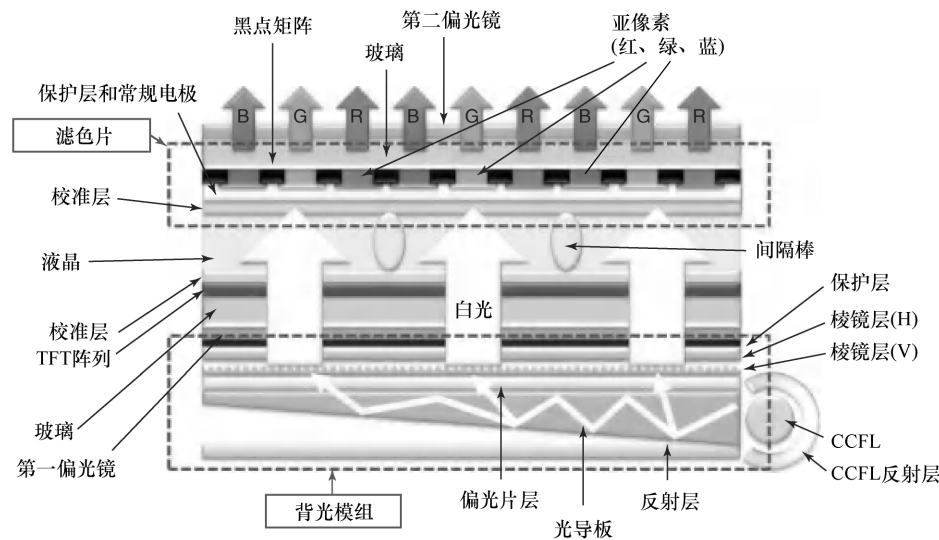 黑点矩阵
第二偏光镜
亚像素
(红、绿、蓝)
玻璃
保护层和常规电极
滤色片
B G R B G R B G R
校准层
液晶
间隔棒
白光
校准层
TFT阵列
保护层
棱镜层(H)
棱镜层(V)
玻璃
第一偏光镜
CCFL
CCFL反射层
背光模组
偏光片层
光导板
反射层